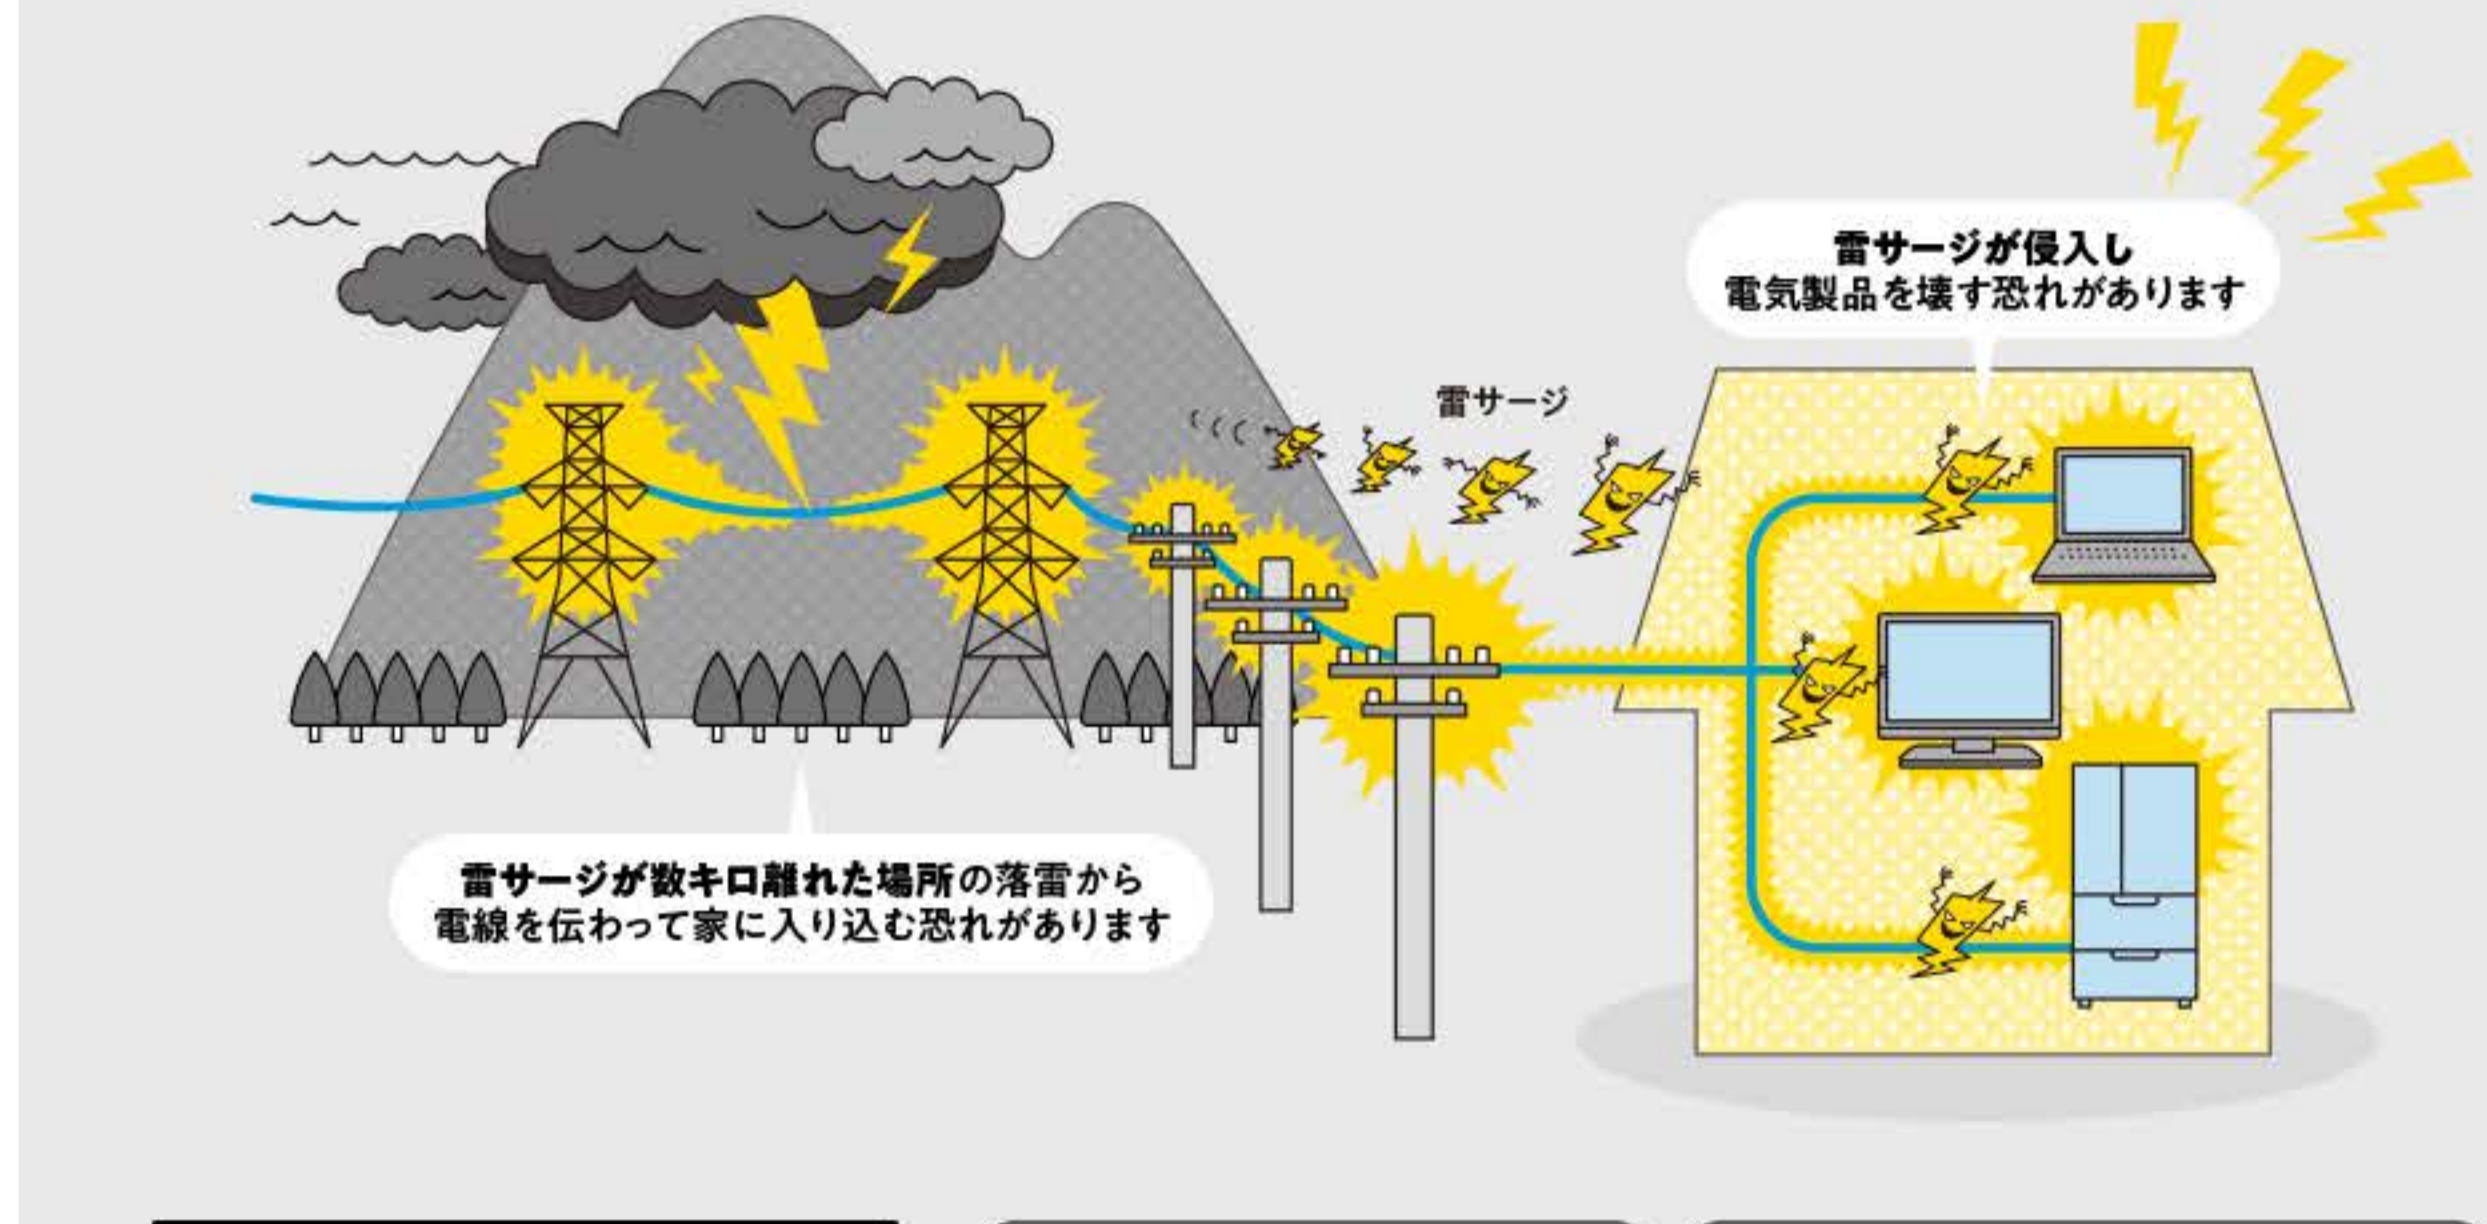 雷サージが侵入し
電気製品を壊す恐れがあります
雷サージ
雷サージが数キロ離れた場所の落雷から
電線を伝わって家に入り込む恐れがあります